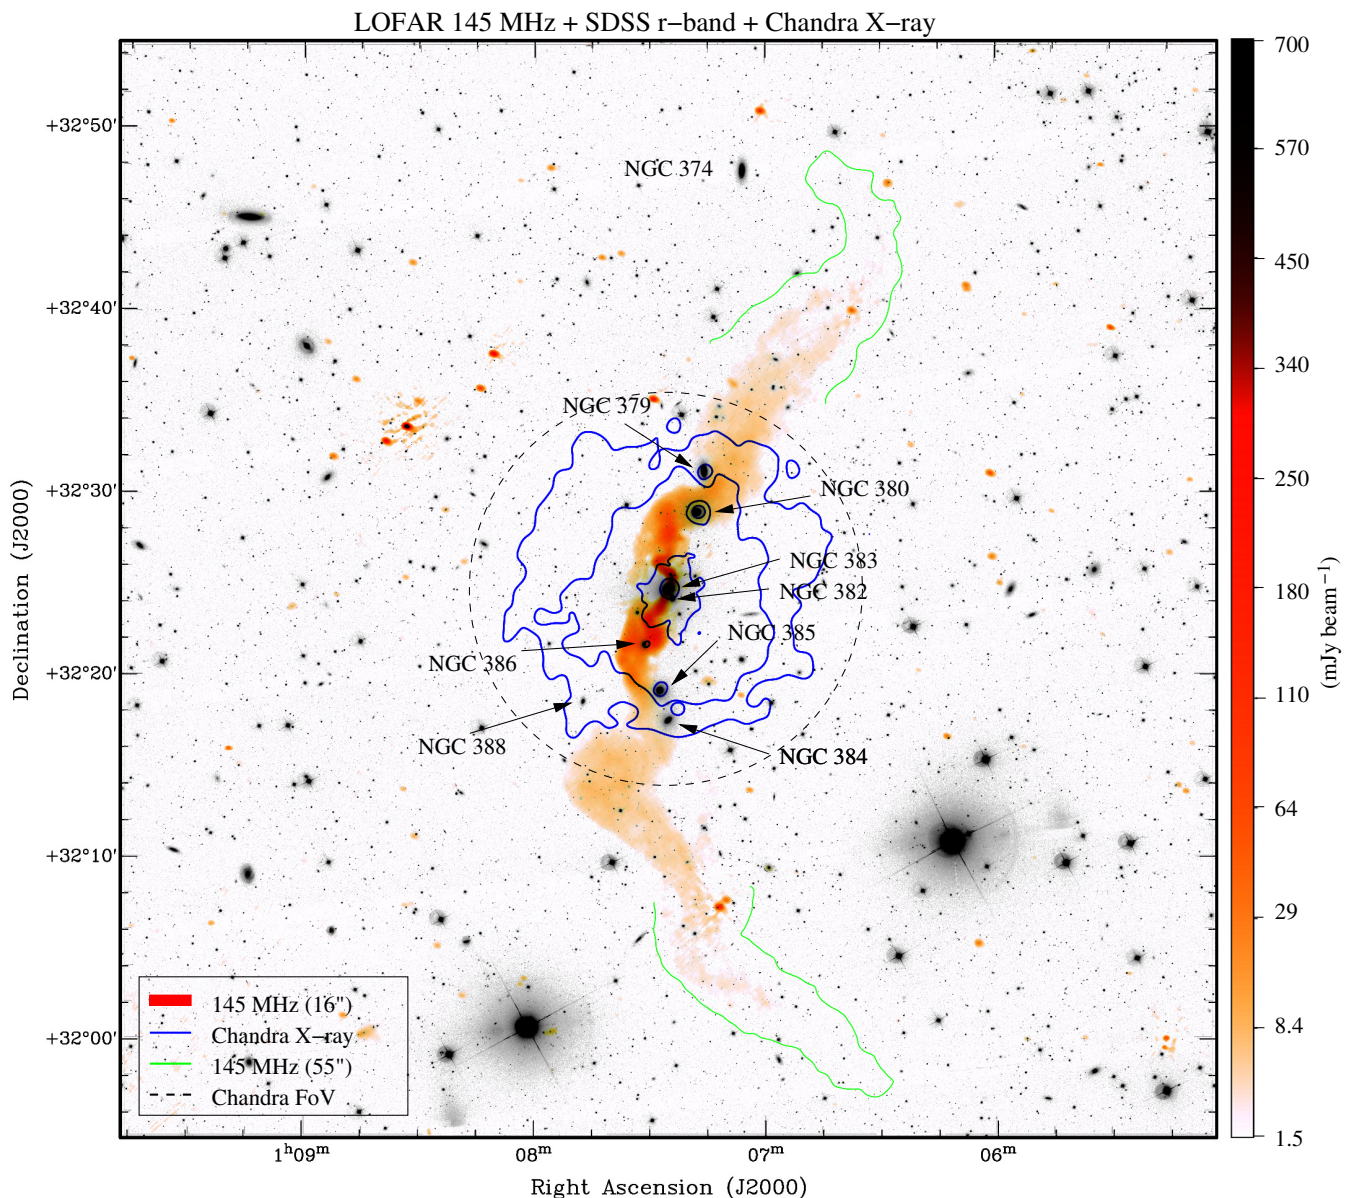 LOFAR 145 MHz + SDSS r−band + Chandra X−ray
700
570
450
340
250
180
110
64
29
8.4
1.5
(mJy beam⁻¹)
+32°50′
+32°40′
+32°30′
+32°20′
+32°10′
+32°00′
Declination (J2000)
NGC 374
NGC 379
NGC 380
NGC 383
NGC 382
NGC 385
NGC 386
NGC 388
NGC 384
145 MHz (16")
Chandra X−ray
145 MHz (55")
Chandra FoV
1ʰ09ᵐ
08ᵐ
07ᵐ
06ᵐ
Right Ascension (J2000)